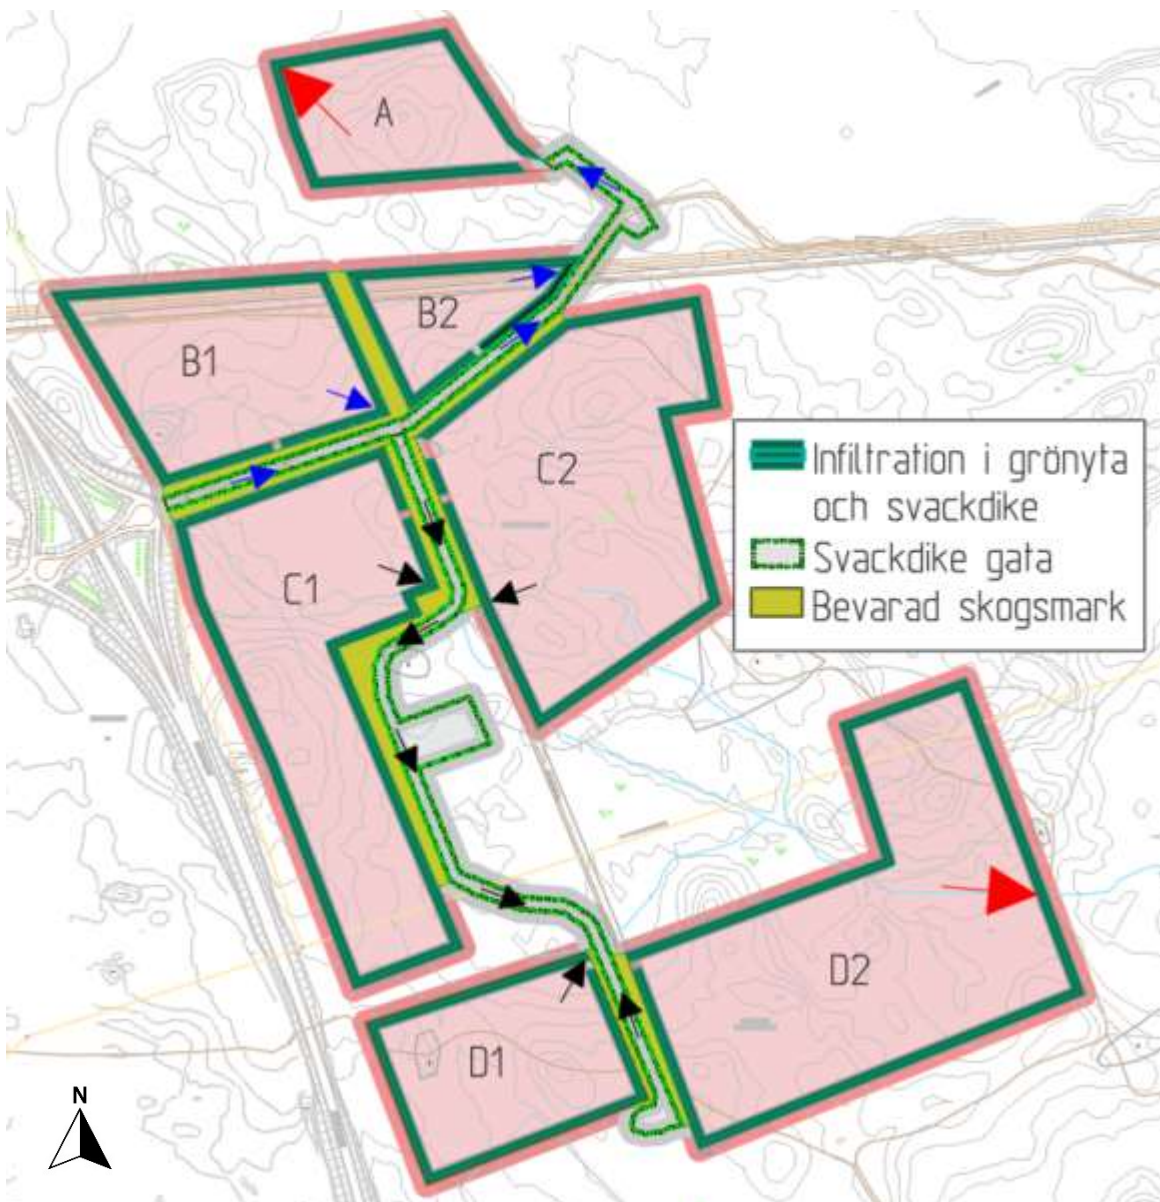 A
B2
B1
C2
Infiltration i grönyta
och svackdike
Svackdike gata
Bevarad skogsmark
C1
D2
D1
N